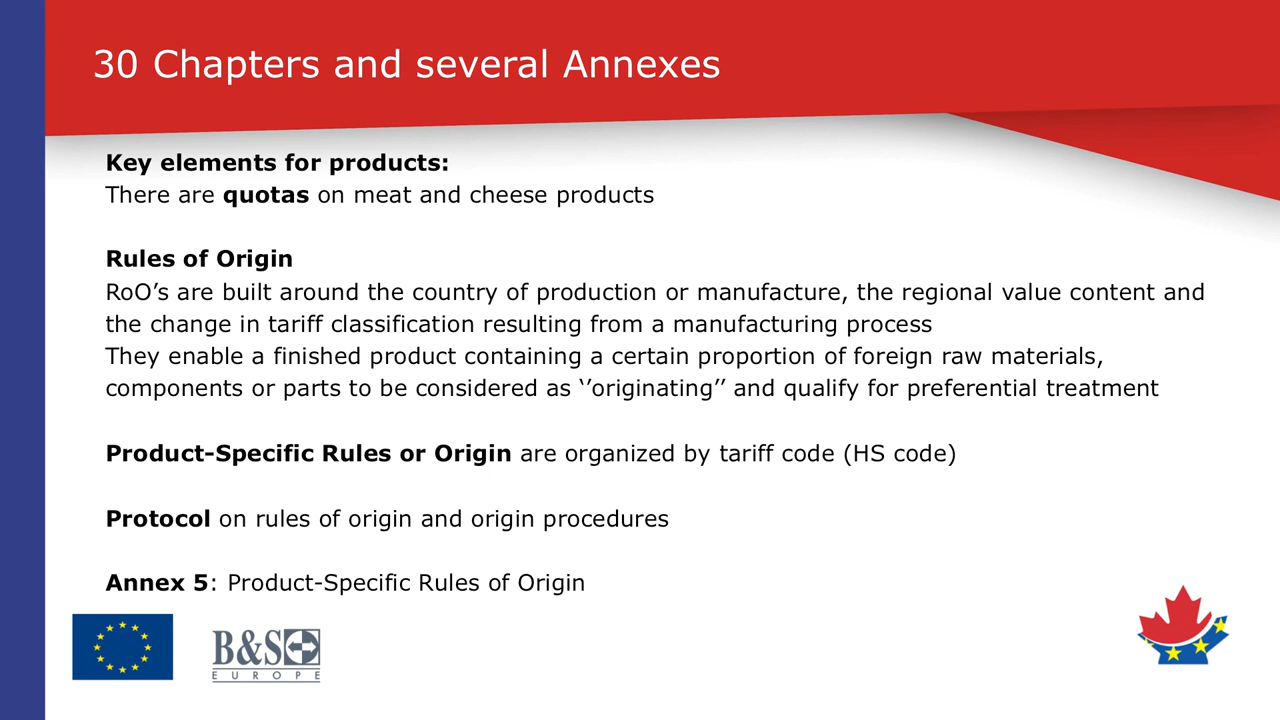 30 Chapters and several Annexes
Key elements for products:
There are quotas on meat and cheese products
Rules of Origin
RoO’s are built around the country of production or manufacture, the regional value content and
the change in tariff classification resulting from a manufacturing process
They enable a finished product containing a certain proportion of foreign raw materials,
components or parts to be considered as ‘’originating’’ and qualify for preferential treatment
Product-Specific Rules or Origin are organized by tariff code (HS code)
Protocol on rules of origin and origin procedures
Annex 5: Product-Specific Rules of Origin
B&S
EUROPE